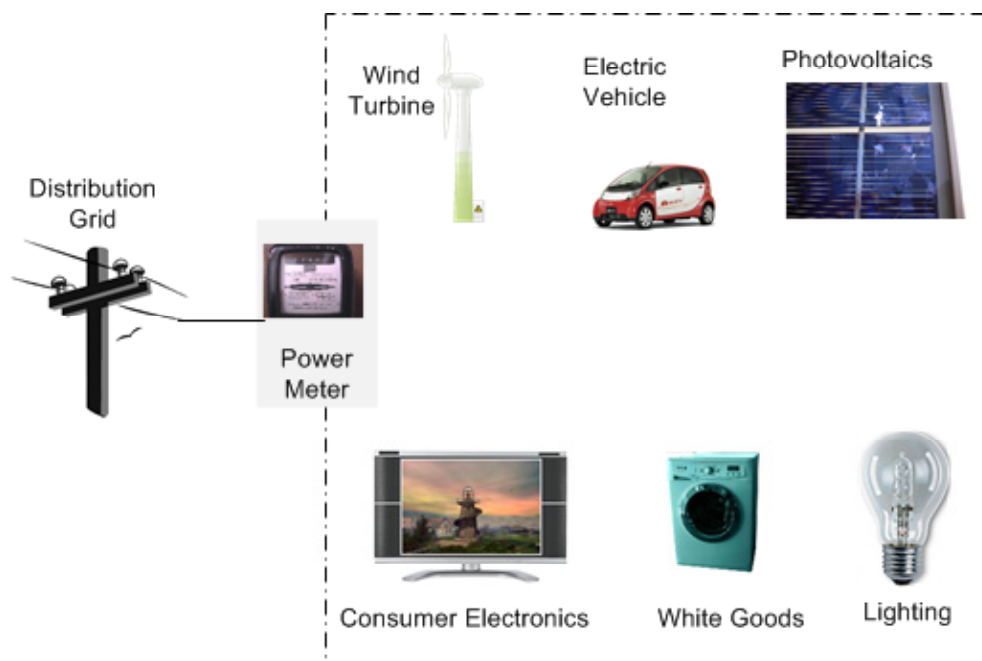 Wind
Turbine
Electric
Vehicle
Photovoltaics
Distribution
Grid
Power
Meter
Consumer Electronics
White Goods
Lighting